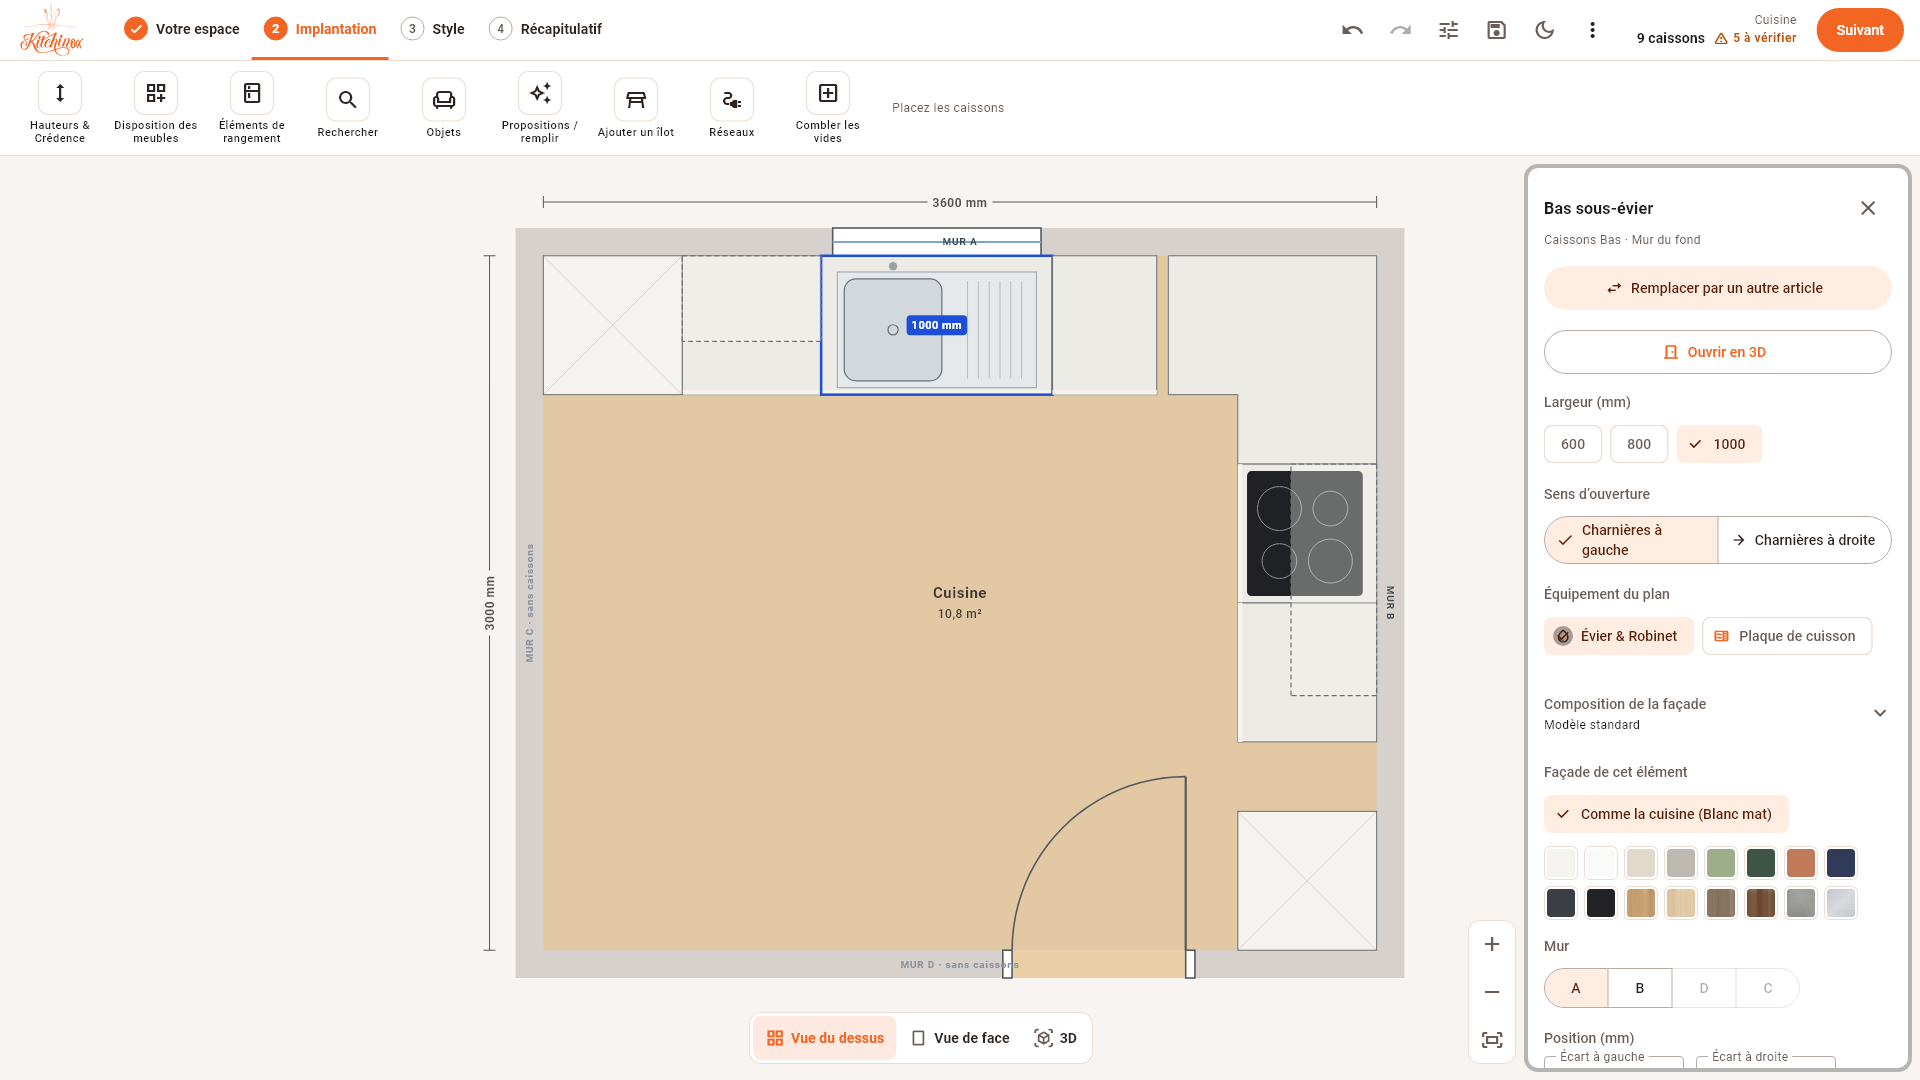 Kitchinox
Votre espace
2 Implantation
3 Style
4 Récapitulatif
Cuisine
9 caissons 5 à vérifier
Suivant
Hauteurs &
Crédence
Disposition des
meubles
Éléments de
rangement
Rechercher
Objets
Propositions /
remplir
Ajouter un îlot
Réseaux
Combler les
vides
Placez les caissons
3600 mm
MUR A
1000 mm
3000 mm
MUR C · sans caissons
Cuisine
10,8 m²
MUR B
MUR D · sans caissons
Vue du dessus
Vue de face
3D
Bas sous-évier
Caissons Bas · Mur du fond
Remplacer par un autre article
Ouvrir en 3D
Largeur (mm)
600
800
1000
Sens d’ouverture
Charnières à
gauche
Charnières à droite
Équipement du plan
Évier & Robinet
Plaque de cuisson
Composition de la façade
Modèle standard
Façade de cet élément
Comme la cuisine (Blanc mat)
Mur
A
B
D
C
Position (mm)
Écart à gauche
Écart à droite